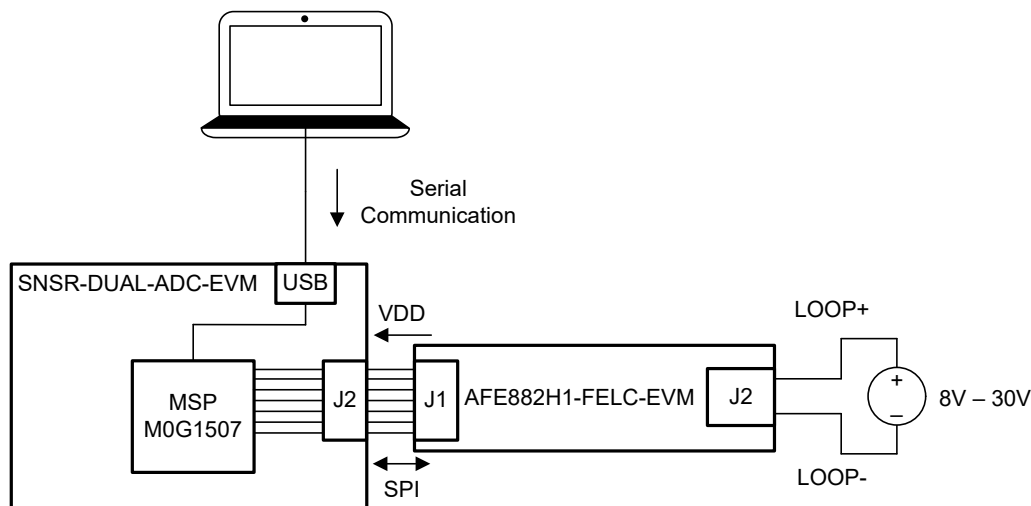 Serial
Communication
SNSR-DUAL-ADC-EVM
USB
VDD
LOOP+
MSP
M0G1507
J2
J1
AFE882H1-FELC-EVM
J2
+
–
8V – 30V
SPI
LOOP-